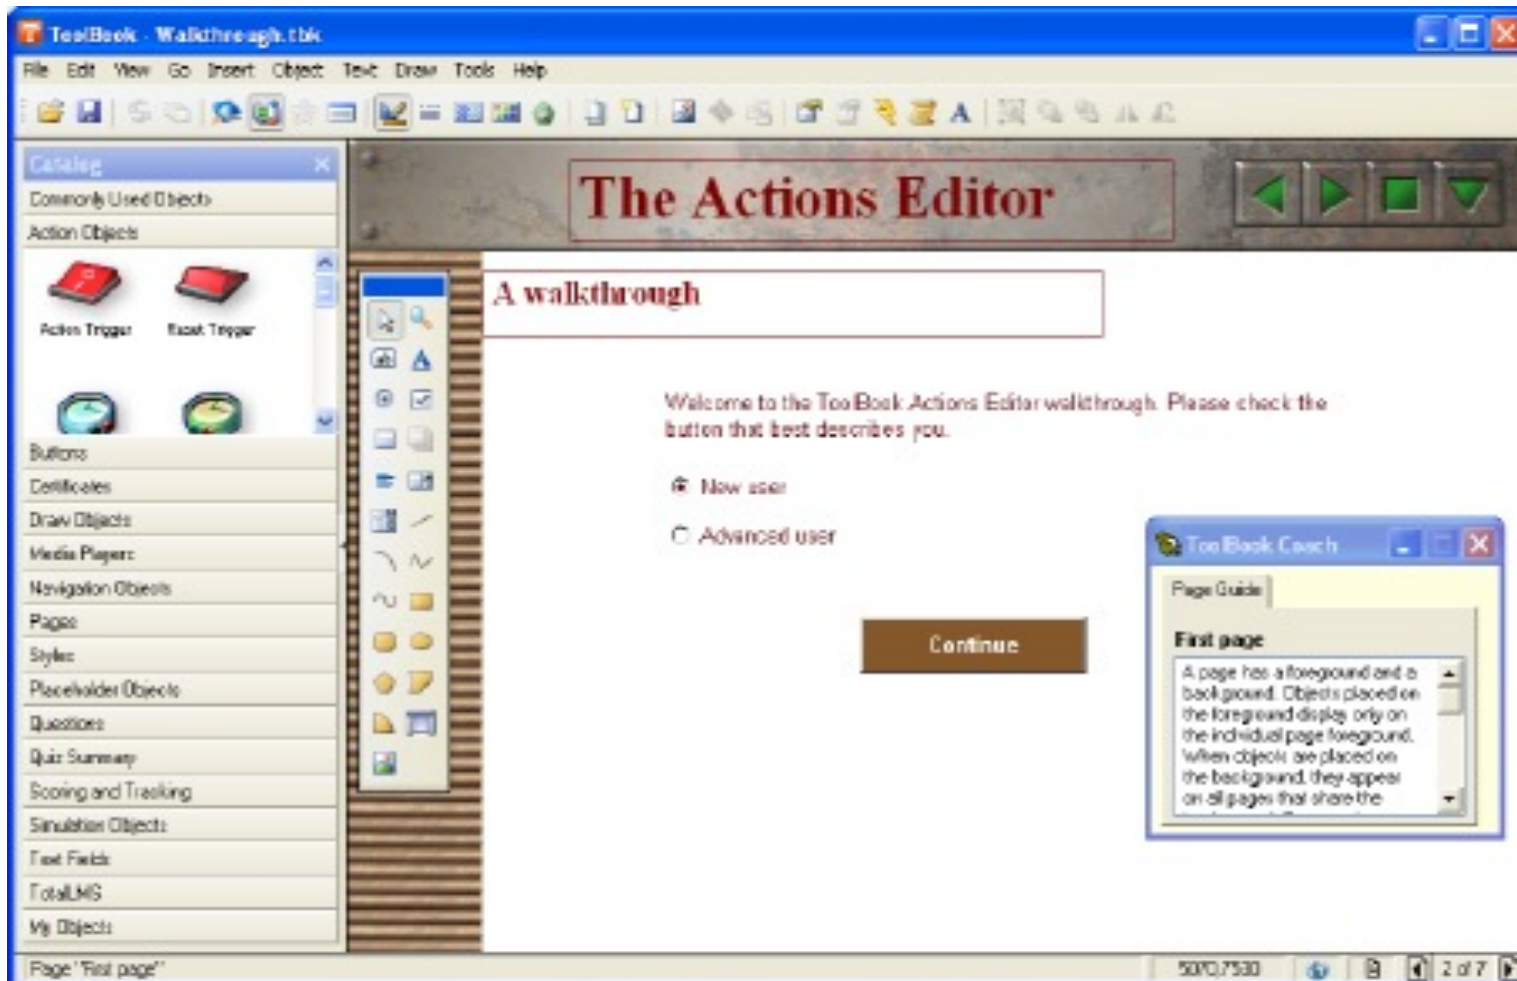 ToolBook - Walkthrough.tbk
File Edit View Go Insert Object Text Draw Tools Help
Catalog
Commonly Used Objects
Action Objects
Action Trigger Reset Trigger
Buttons
Certificates
Draw Objects
Media Players
Navigation Objects
Pages
Styles
Placeholder Objects
Questions
Quiz Summary
Scoring and Tracking
Simulation Objects
Text Fields
TotalLMS
My Objects
The Actions Editor
A walkthrough
Welcome to the ToolBook Actions Editor walkthrough. Please check the
button that best describes you.
New user
Advanced user
Continue
ToolBook Coach
Page Guide
First page
A page has a foreground and a
background. Objects placed on
the foreground display only on
the individual page foreground.
When objects are placed on
the background, they appear
on all pages that share the
Page "First page"
5070,7530
2 of 7